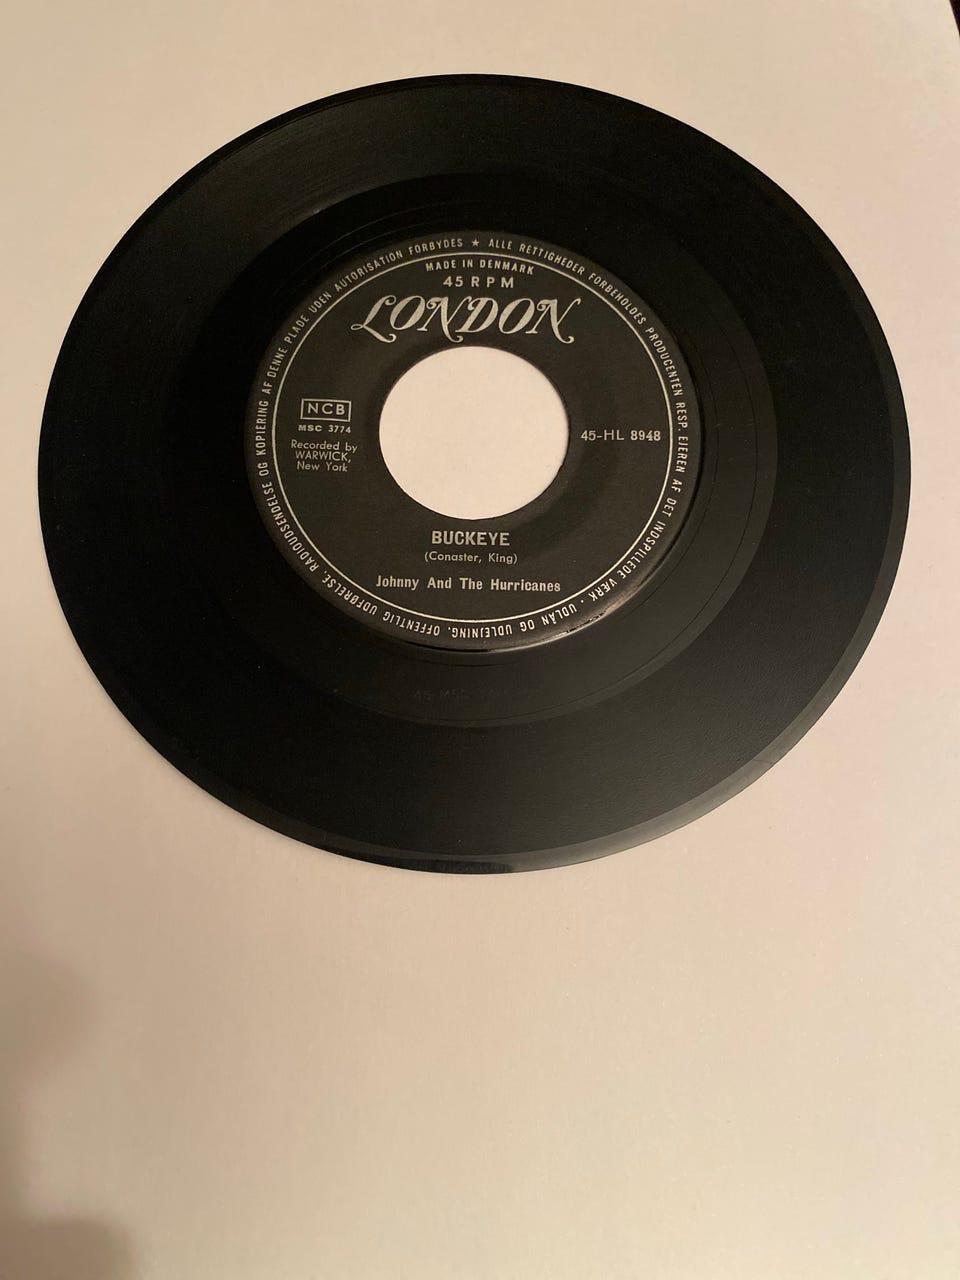 ALLE RETTIGHEDER FORBEHOLDES PRODUCENTEN RESP. EJEREN AF DET INDSPILLEDE VÆRK · UDLÅN OG UDLEJNING. OFFENTLIG UDFØRELSE. RADIOUDSENDELSE OG KOPIERING AF DENNE PLADE UDEN AUTORISATION FORBYDES ★
MADE IN DENMARK
45 RPM
LONDON
NCB
MSC 3774
Recorded by
WARWICK,
New York
45-HL 8948
BUCKEYE
(Conaster, King)
Johnny And The Hurricanes